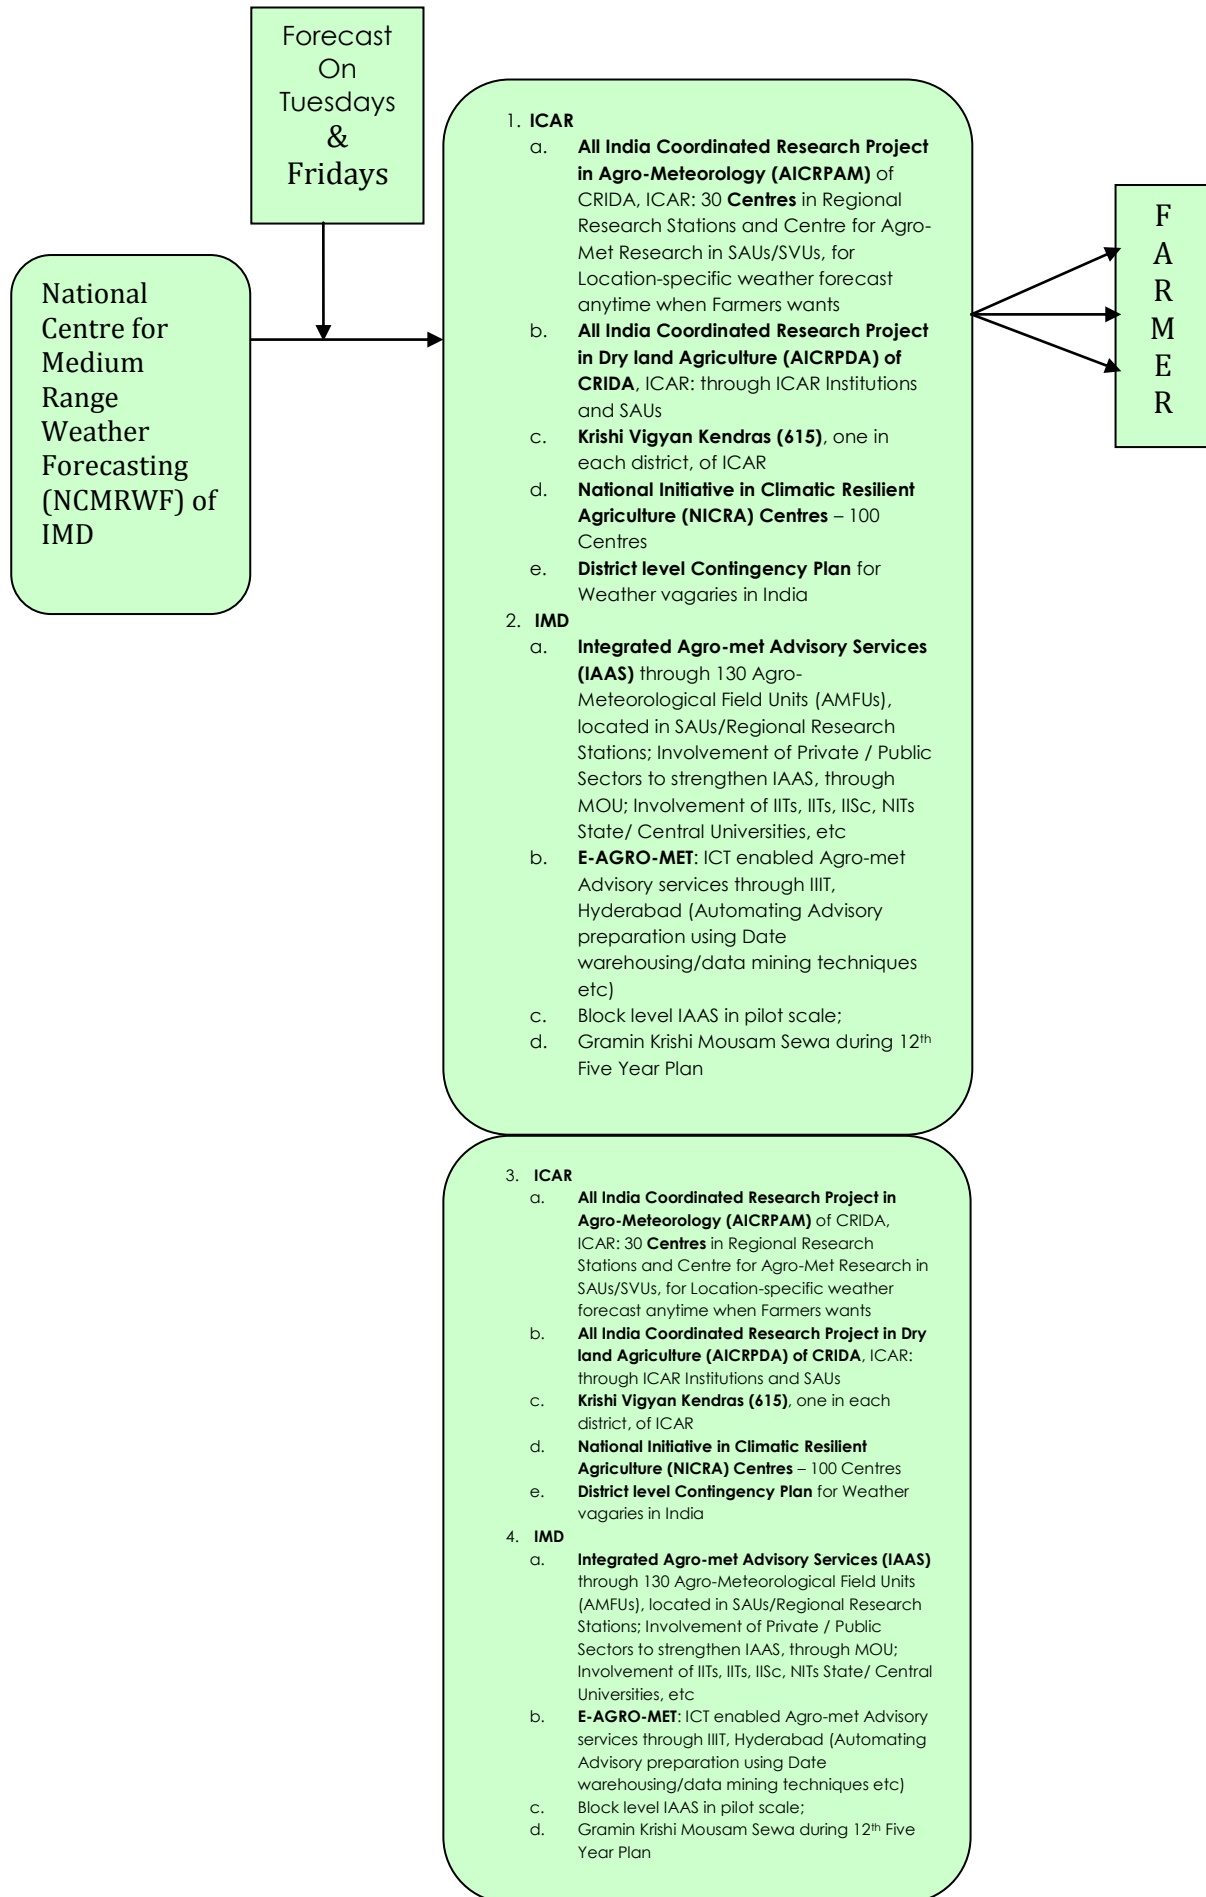 Forecast
On
Tuesdays
&
Fridays
National
Centre for
Medium
Range
Weather
Forecasting
(NCMRWF) of
IMD
1. ICAR
a. All India Coordinated Research Project
in Agro-Meteorology (AICRPAM) of
CRIDA, ICAR: 30 Centres in Regional
Research Stations and Centre for Agro-
Met Research in SAUs/SVUs, for
Location-specific weather forecast
anytime when Farmers wants
b. All India Coordinated Research Project
in Dry land Agriculture (AICRPDA) of
CRIDA, ICAR: through ICAR Institutions
and SAUs
c. Krishi Vigyan Kendras (615), one in
each district, of ICAR
d. National Initiative in Climatic Resilient
Agriculture (NICRA) Centres – 100
Centres
e. District level Contingency Plan for
Weather vagaries in India
2. IMD
a. Integrated Agro-met Advisory Services
(IAAS) through 130 Agro-
Meteorological Field Units (AMFUs),
located in SAUs/Regional Research
Stations; Involvement of Private / Public
Sectors to strengthen IAAS, through
MOU; Involvement of IITs, IITs, IISc, NITs
State/ Central Universities, etc
b. E-AGRO-MET: ICT enabled Agro-met
Advisory services through IIIT,
Hyderabad (Automating Advisory
preparation using Date
warehousing/data mining techniques
etc)
c. Block level IAAS in pilot scale;
d. Gramin Krishi Mousam Sewa during 12th
Five Year Plan
F
A
R
M
E
R
3. ICAR
a. All India Coordinated Research Project in
Agro-Meteorology (AICRPAM) of CRIDA,
ICAR: 30 Centres in Regional Research
Stations and Centre for Agro-Met Research in
SAUs/SVUs, for Location-specific weather
forecast anytime when Farmers wants
b. All India Coordinated Research Project in Dry
land Agriculture (AICRPDA) of CRIDA, ICAR:
through ICAR Institutions and SAUs
c. Krishi Vigyan Kendras (615), one in each
district, of ICAR
d. National Initiative in Climatic Resilient
Agriculture (NICRA) Centres – 100 Centres
e. District level Contingency Plan for Weather
vagaries in India
4. IMD
a. Integrated Agro-met Advisory Services (IAAS)
through 130 Agro-Meteorological Field Units
(AMFUs), located in SAUs/Regional Research
Stations; Involvement of Private / Public
Sectors to strengthen IAAS, through MOU;
Involvement of IITs, IITs, IISc, NITs State/ Central
Universities, etc
b. E-AGRO-MET: ICT enabled Agro-met Advisory
services through IIIT, Hyderabad (Automating
Advisory preparation using Date
warehousing/data mining techniques etc)
c. Block level IAAS in pilot scale;
d. Gramin Krishi Mousam Sewa during 12th Five
Year Plan